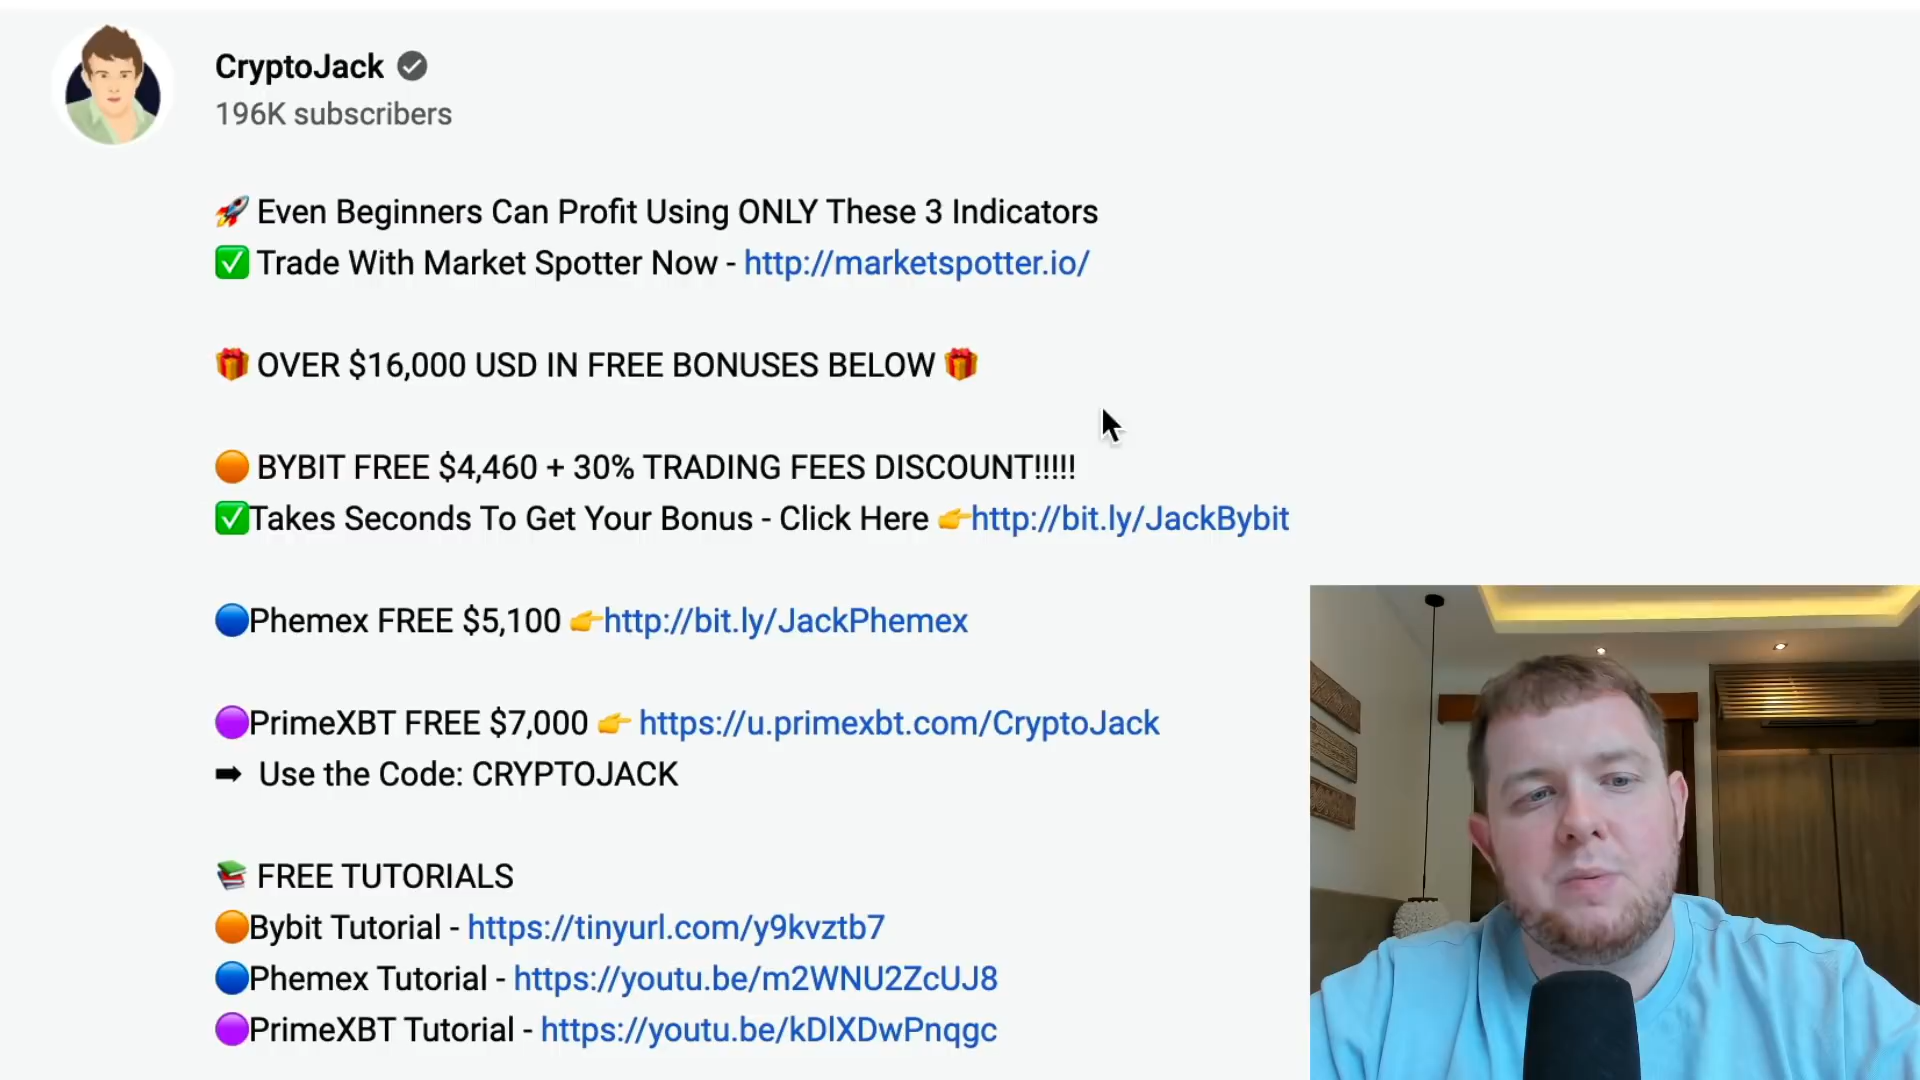 CryptoJack
196K subscribers
🚀 Even Beginners Can Profit Using ONLY These 3 Indicators
✅ Trade With Market Spotter Now - http://marketspotter.io/
🎁 OVER $16,000 USD IN FREE BONUSES BELOW 🎁
🟠 BYBIT FREE $4,460 + 30% TRADING FEES DISCOUNT!!!!!
✅Takes Seconds To Get Your Bonus - Click Here 👉http://bit.ly/JackBybit
🔵Phemex FREE $5,100 👉http://bit.ly/JackPhemex
🟣PrimeXBT FREE $7,000 👉 https://u.primexbt.com/CryptoJack
➡ Use the Code: CRYPTOJACK
📚 FREE TUTORIALS
🟠Bybit Tutorial - https://tinyurl.com/y9kvztb7
🔵Phemex Tutorial - https://youtu.be/m2WNU2ZcUJ8
🟣PrimeXBT Tutorial - https://youtu.be/kDlXDwPnqgc